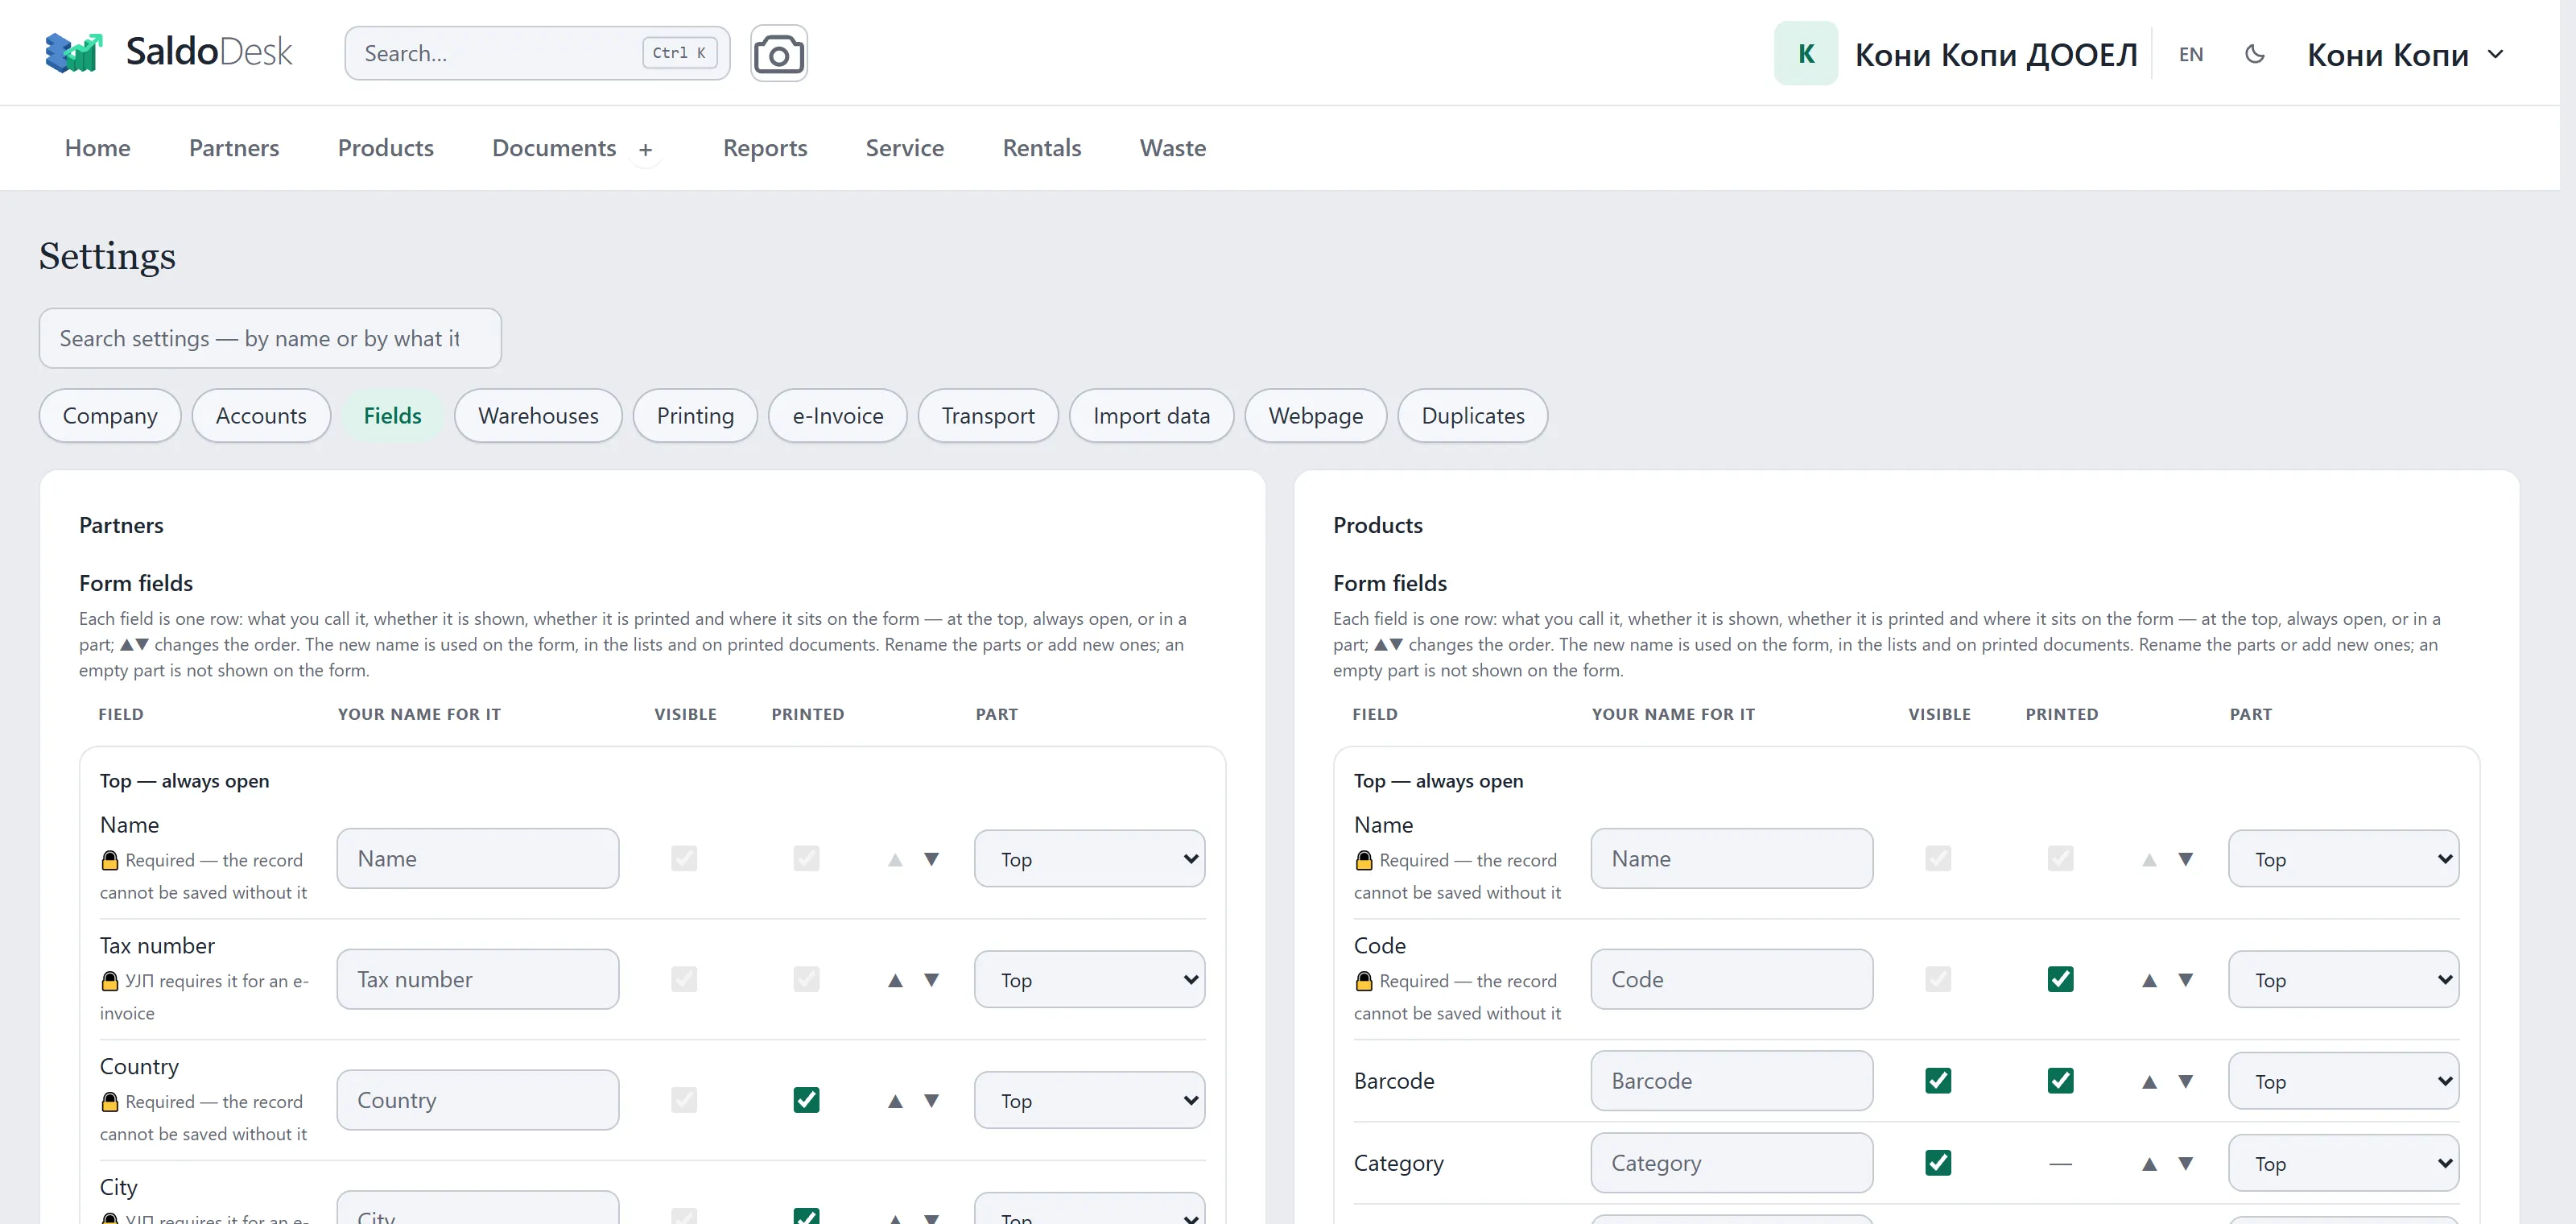 SaldoDesk
Search...
Ctrl K
K
Кони Копи ДООЕЛ
EN
Кони Копи
Home
Partners
Products
Documents
+
Reports
Service
Rentals
Waste
Settings
Search settings — by name or by what it
Company
Accounts
Fields
Warehouses
Printing
e-Invoice
Transport
Import data
Webpage
Duplicates
Partners
Form fields
Each field is one row: what you call it, whether it is shown, whether it is printed and where it sits on the form — at the top, always open, or in a
part; ▲▼ changes the order. The new name is used on the form, in the lists and on printed documents. Rename the parts or add new ones; an
empty part is not shown on the form.
FIELD
YOUR NAME FOR IT
VISIBLE
PRINTED
PART
Top — always open
Name
🔒 Required — the record
cannot be saved without it
Name
▲ ▼
Top
Tax number
🔒 УЈП requires it for an e-
invoice
Tax number
▲ ▼
Top
Country
🔒 Required — the record
cannot be saved without it
Country
▲ ▼
Top
City
🔒 УЈП requires it for an e-
City
▲ ▼
Top
Products
Form fields
Each field is one row: what you call it, whether it is shown, whether it is printed and where it sits on the form — at the top, always open, or in a
part; ▲▼ changes the order. The new name is used on the form, in the lists and on printed documents. Rename the parts or add new ones; an
empty part is not shown on the form.
FIELD
YOUR NAME FOR IT
VISIBLE
PRINTED
PART
Top — always open
Name
🔒 Required — the record
cannot be saved without it
Name
▲ ▼
Top
Code
🔒 Required — the record
cannot be saved without it
Code
▲ ▼
Top
Barcode
Barcode
▲ ▼
Top
Category
Category
—
▲ ▼
Top